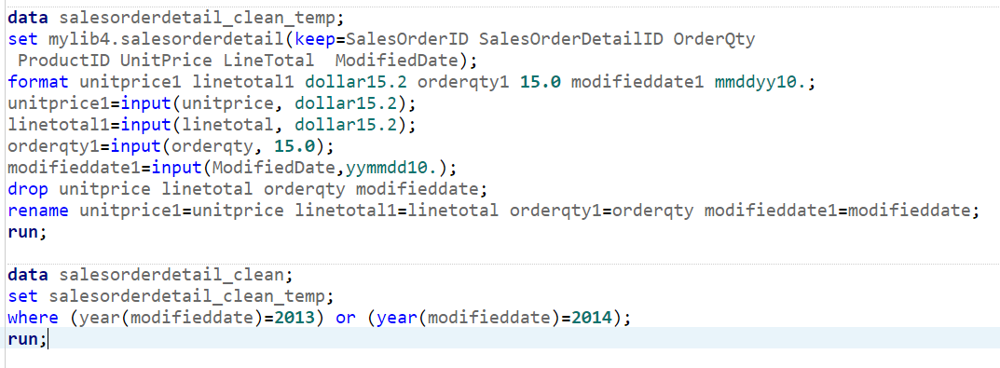 data salesorderdetail_clean_temp;
set mylib4.salesorderdetail(keep=SalesOrderID SalesOrderDetailID OrderQty
 ProductID UnitPrice LineTotal  ModifiedDate);
format unitprice1 linetotal1 dollar15.2 orderqty1 15.0 modifieddate1 mmddyy10.;
unitprice1=input(unitprice, dollar15.2);
linetotal1=input(linetotal, dollar15.2);
orderqty1=input(orderqty, 15.0);
modifieddate1=input(ModifiedDate,yymmdd10.);
drop unitprice linetotal orderqty modifieddate;
rename unitprice1=unitprice linetotal1=linetotal orderqty1=orderqty modifieddate1=modifieddate;
run;

data salesorderdetail_clean;
set salesorderdetail_clean_temp;
where (year(modifieddate)=2013) or (year(modifieddate)=2014);
run;